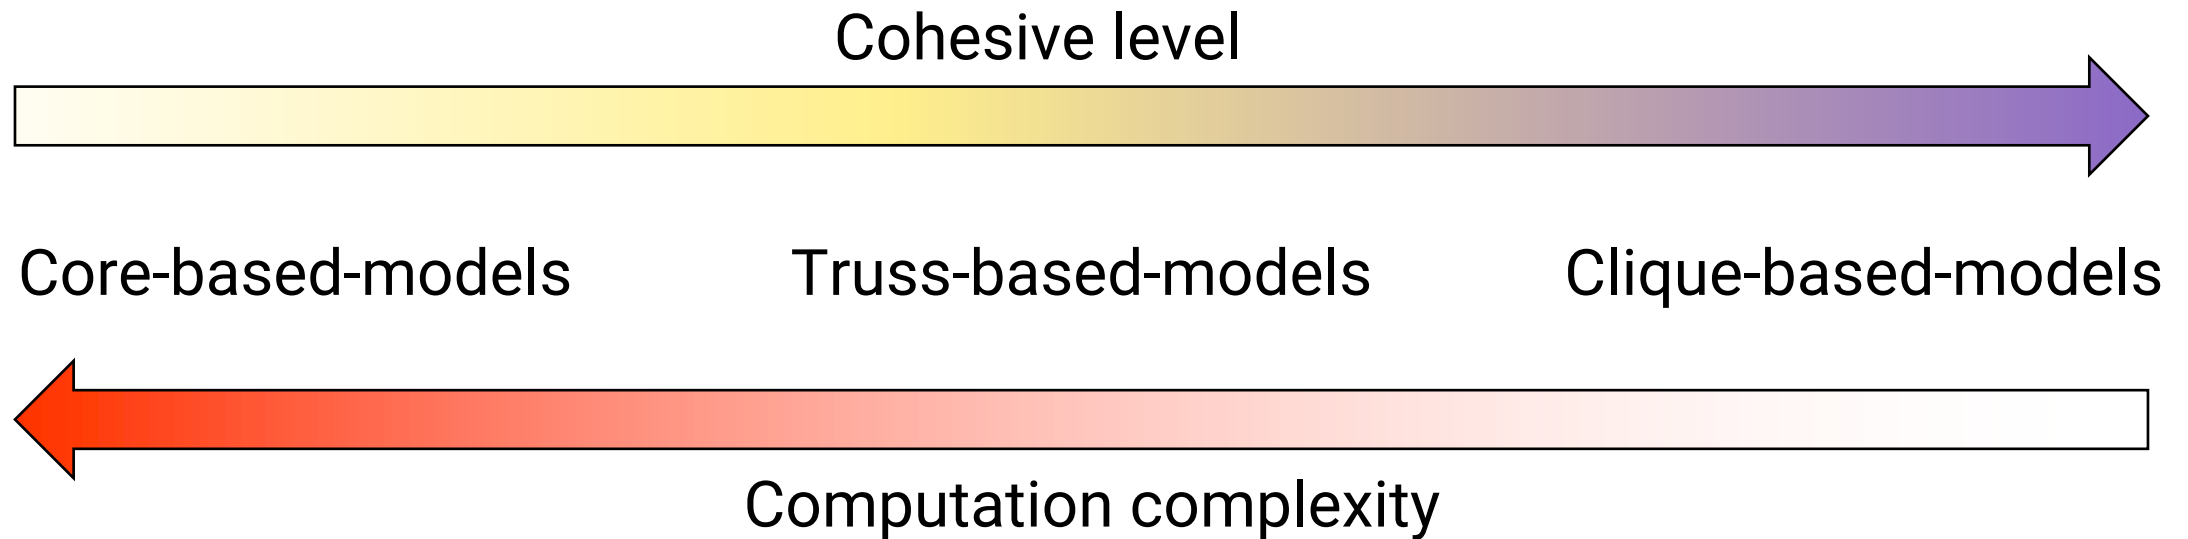 Cohesive level
Core-based-models Truss-based-models Clique-based-models
Computation complexity